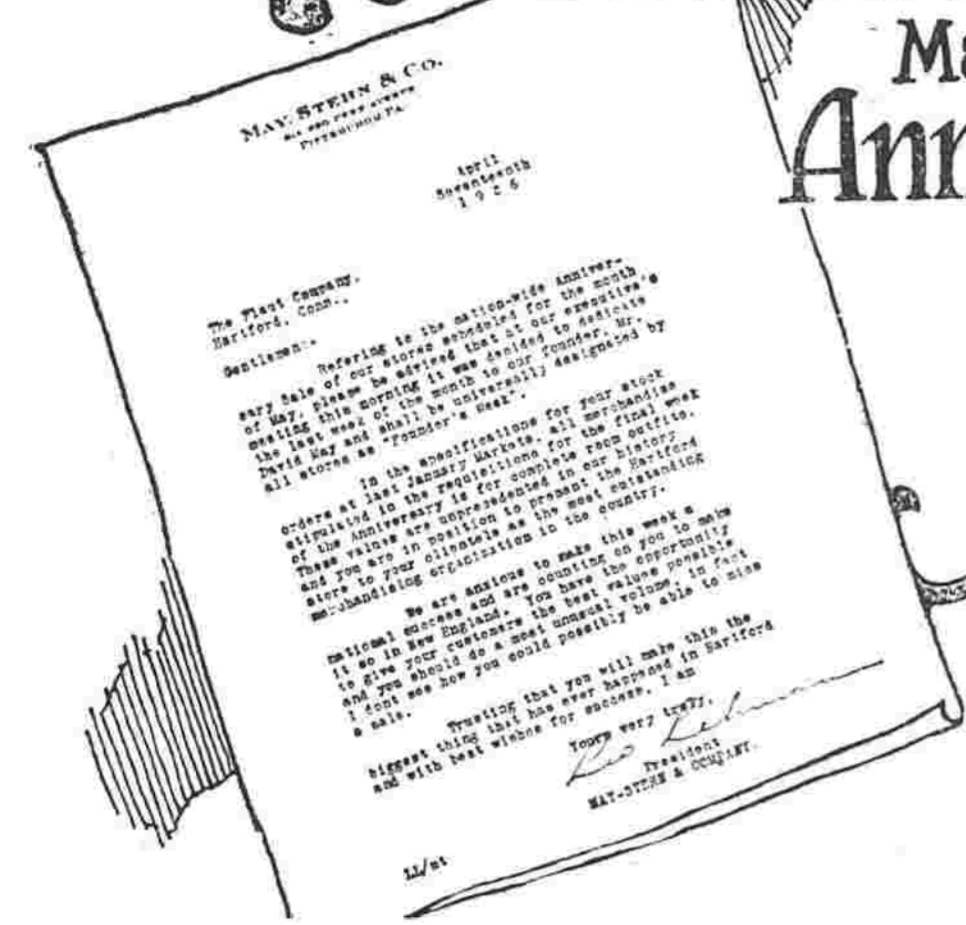 Ma
Ann
MAY, STERN & CO.
PENN AVENUE
PITTSBURGH PA.
April
Seventeenth
1926
The Flaut Company,
Hartford, Conn.,
Gentlemen:-
Refering to the nation-wide Anniver-
sary Sale of our stores scheduled for the month
of May, please be advised that at our executive's
meeting this morning it was decided to dedicate
the last week of the month to our founder, Mr.
David May and shall be universally designated by
all stores as "Founder's Week".
In the specifications for your stock
orders at last January Markets, all merchandise
stipulated in the requisitions for the final week
of the Anniversary is for complete room outfits.
These values are unprecedented in our history
and you are in position to present the Hartford
store to your clientele as the most outstanding
merchandising organization in the country.
We are anxious to make this week a
national success and are counting on you to make
it so in New England. You have the opportunity
to give your customers the best values possible
and you should do a most unusual volume, in fact
I dont see how you could possibly be able to miss
a sale.
Trusting that you will make this the
biggest thing that has ever happened in Hartford
and with best wishes for success, I am
Yours very truly,
Leo Lehman
President
MAY-STERN & COMPANY.
LL/nt